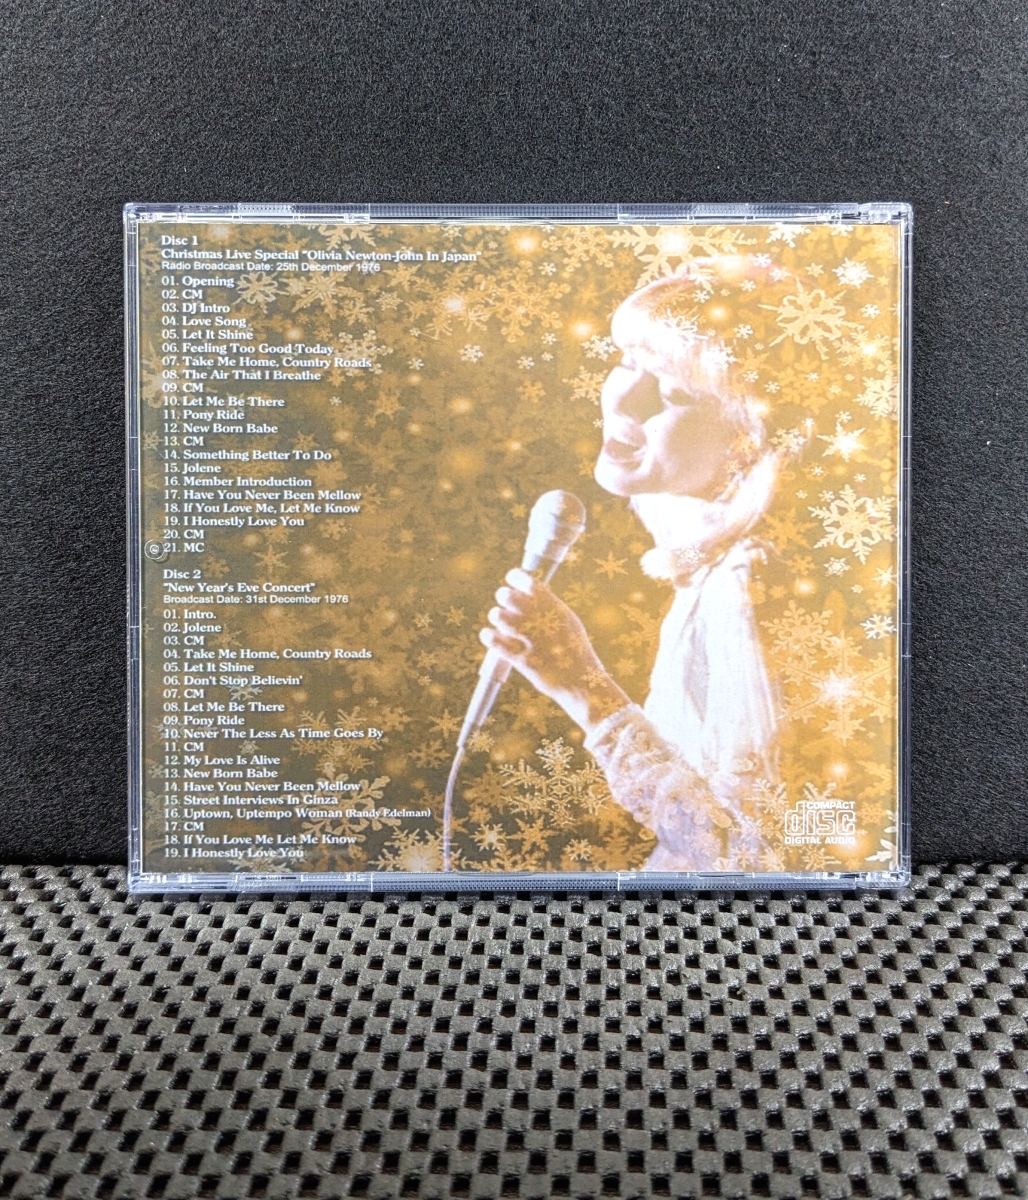 Disc 1
Christmas Live Special "Olivia Newton-John In Japan"
Radio Broadcast Date: 25th December 1976
01. Opening
02. CM
03. DJ Intro
04. Love Song
05. Let It Shine
06. Feeling Too Good Today
07. Take Me Home, Country Roads
08. The Air That I Breathe
09. CM
10. Let Me Be There
11. Pony Ride
12. New Born Babe
13. CM
14. Something Better To Do
15. Jolene
16. Member Introduction
17. Have You Never Been Mellow
18. If You Love Me, Let Me Know
19. I Honestly Love You
20. CM
21. MC
Disc 2
"New Year's Eve Concert"
Broadcast Date: 31st December 1976
01. Intro.
02. Jolene
03. CM
04. Take Me Home, Country Roads
05. Let It Shine
06. Don't Stop Believin'
07. CM
08. Let Me Be There
09. Pony Ride
10. Never The Less As Time Goes By
11. CM
12. My Love Is Alive
13. New Born Babe
14. Have You Never Been Mellow
15. Street Interviews In Ginza
16. Uptown, Uptempo Woman (Randy Edelman)
17. CM
18. If You Love Me Let Me Know
19. I Honestly Love You
COMPACT
disc
DIGITAL AUDIO